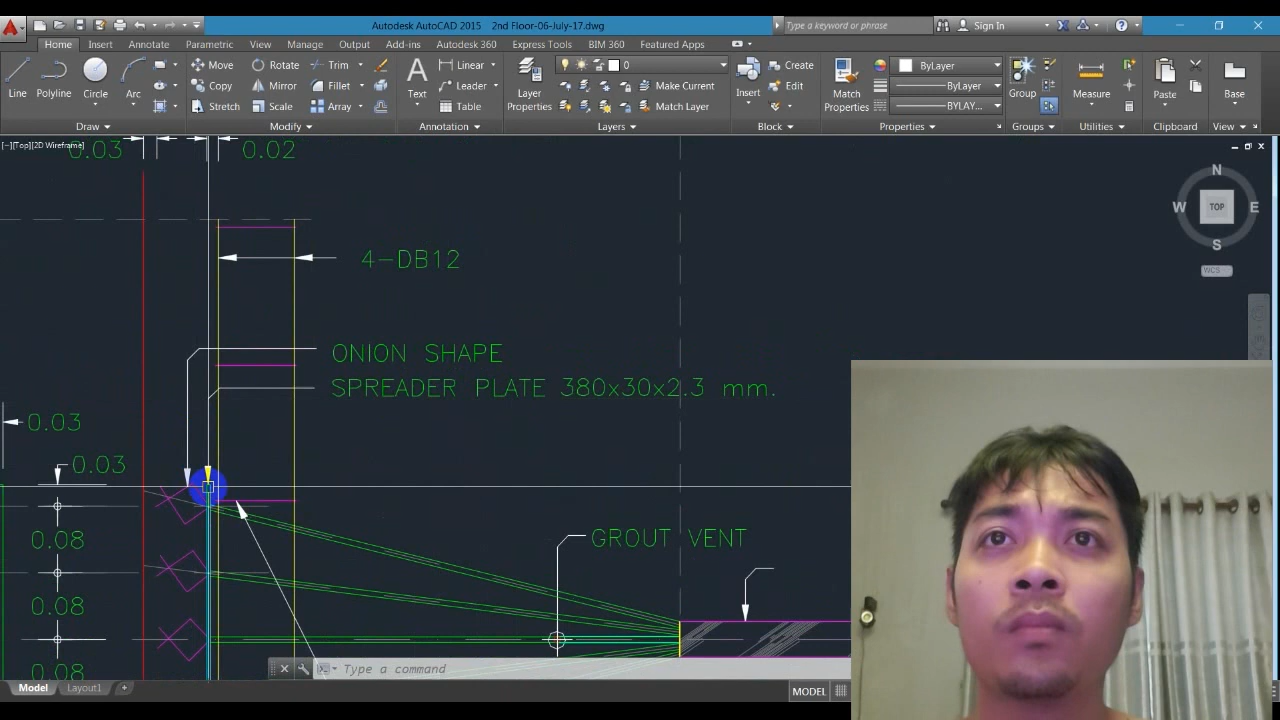 Autodesk AutoCAD 2015 2nd Floor-06-July-17.dwg
Type a keyword or phrase
Sign In
Home Insert Annotate Parametric View Manage Output Add-ins Autodesk 360 Express Tools BIM 360 Featured Apps
Line
Polyline
Circle
Arc
Move
Rotate
Trim
Copy
Mirror
Fillet
Stretch
Scale
Array
Text
Linear
Leader
Table
Layer
Properties
0
Make Current
Match Layer
Insert
Create
Edit
Match
Properties
ByLayer
ByLayer
BYLAY...
Group
Measure
Paste
Base
Draw Modify Annotation Layers Block Properties Groups Utilities Clipboard View
[−][Top][2D Wireframe]
0.03
0.02
N
W
TOP
E
S
WCS
4-DB12
ONION SHAPE
SPREADER PLATE 380x30x2.3 mm.
0.03
0.03
0.08
GROUT VENT
0.08
0.08
Type a command
Model Layout1 +
MODEL